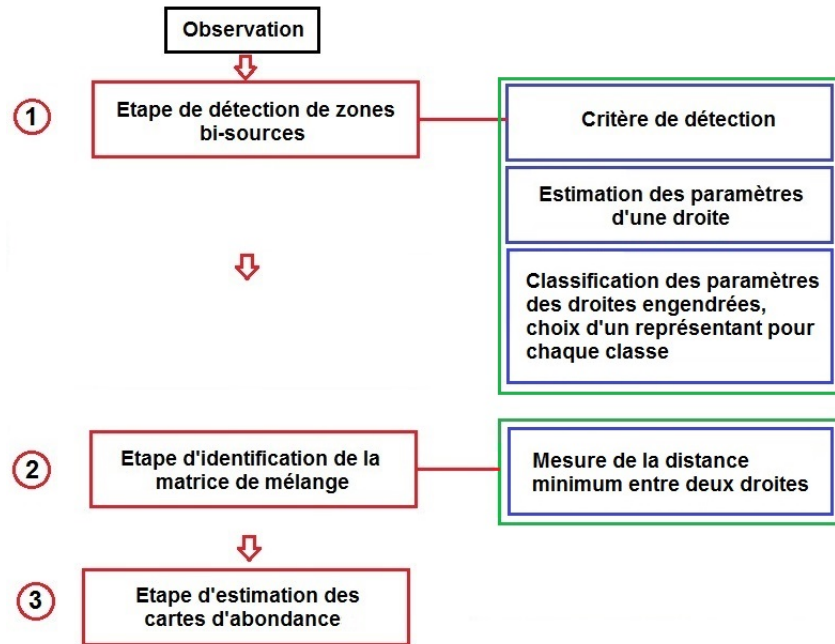 Observation
1
Etape de détection de zones
bi-sources
Critère de détection
Estimation des paramètres
d'une droite
Classification des paramètres
des droites engendrées,
choix d'un représentant pour
chaque classe
2
Etape d'identification de la
matrice de mélange
Mesure de la distance
minimum entre deux droites
3
Etape d'estimation des
cartes d'abondance